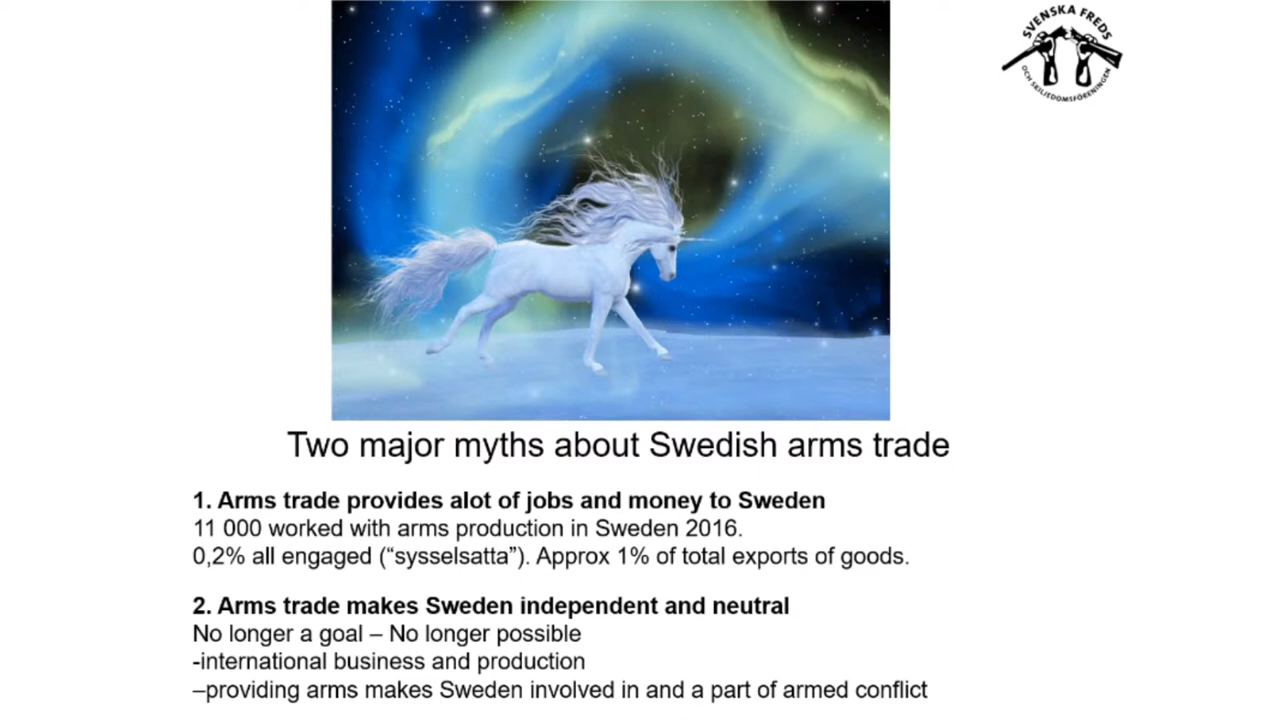 SVENSKA FREDS
OCH SKILJEDOMSFÖRENINGEN
Two major myths about Swedish arms trade
1. Arms trade provides alot of jobs and money to Sweden
11 000 worked with arms production in Sweden 2016.
0,2% all engaged (“sysselsatta”). Approx 1% of total exports of goods.
2. Arms trade makes Sweden independent and neutral
No longer a goal – No longer possible
-international business and production
–providing arms makes Sweden involved in and a part of armed conflict